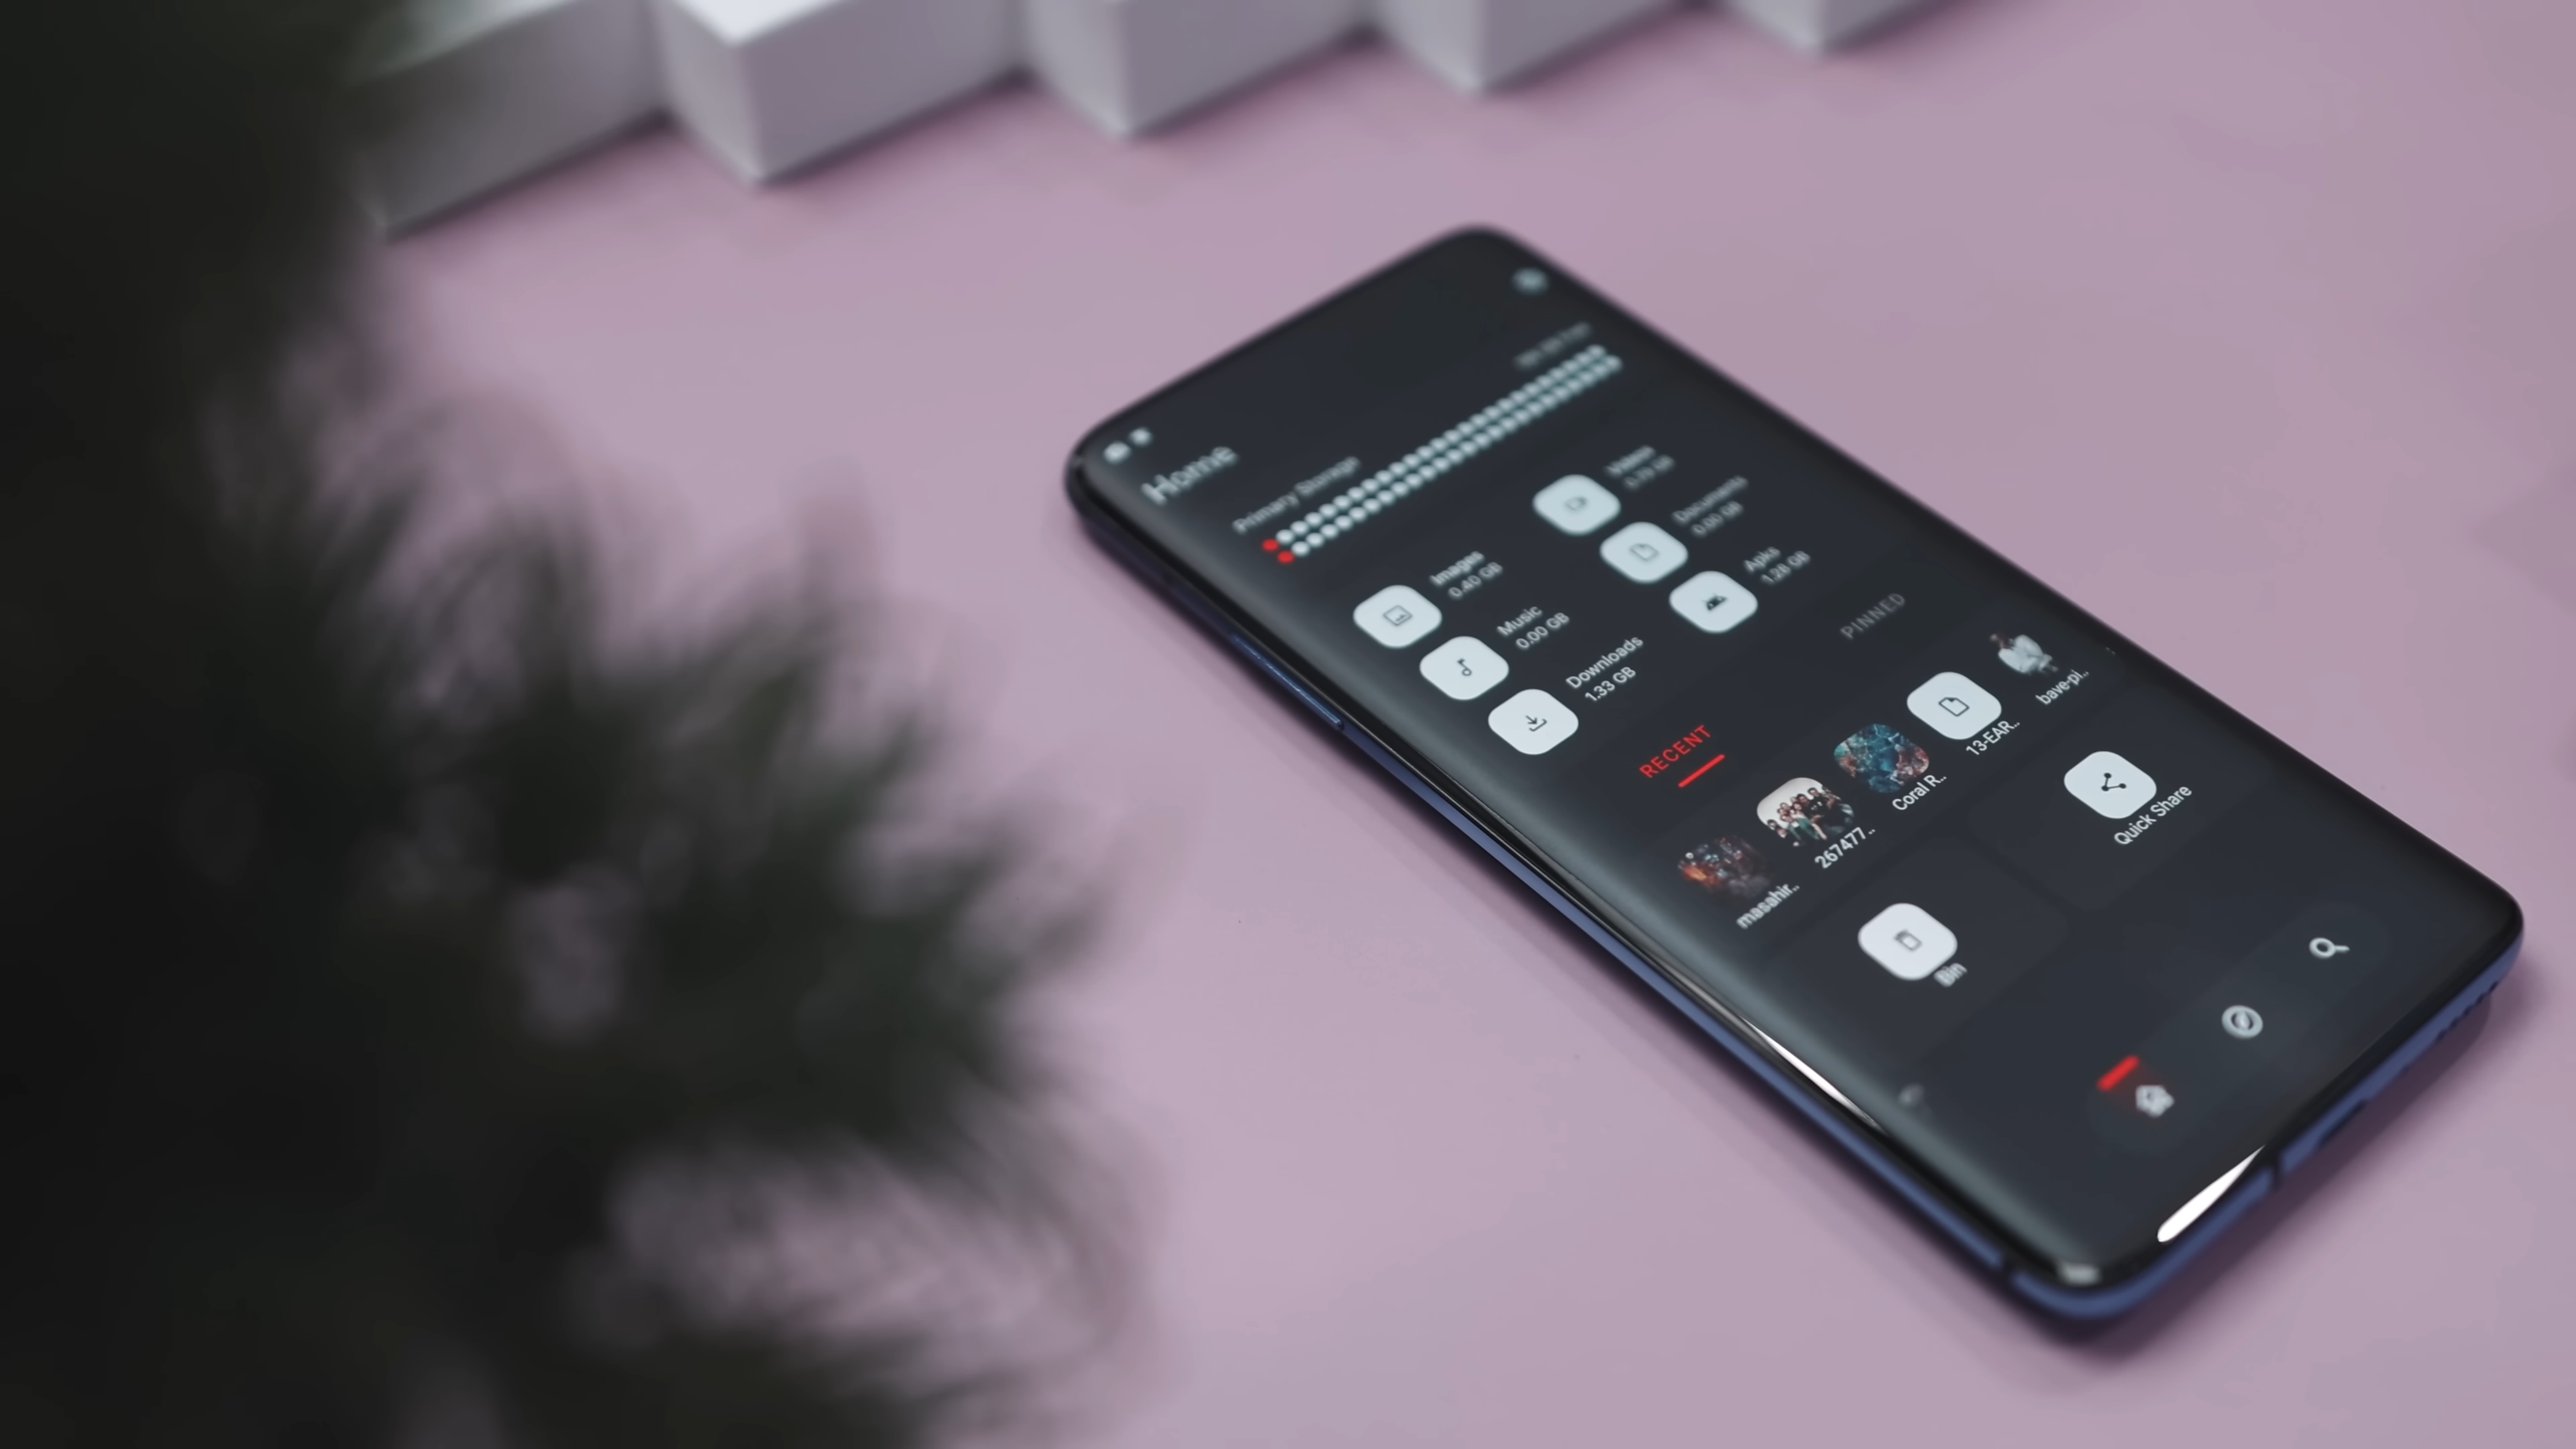 Home
Primary Storage
Images
0.40 GB
Videos
Music
0.00 GB
Documents
0.00 GB
Downloads
1.33 GB
Apks
1.28 GB
RECENT
PINNED
masahir..
267477..
Coral R..
13-EAR..
bave-pi..
Bin
Quick Share